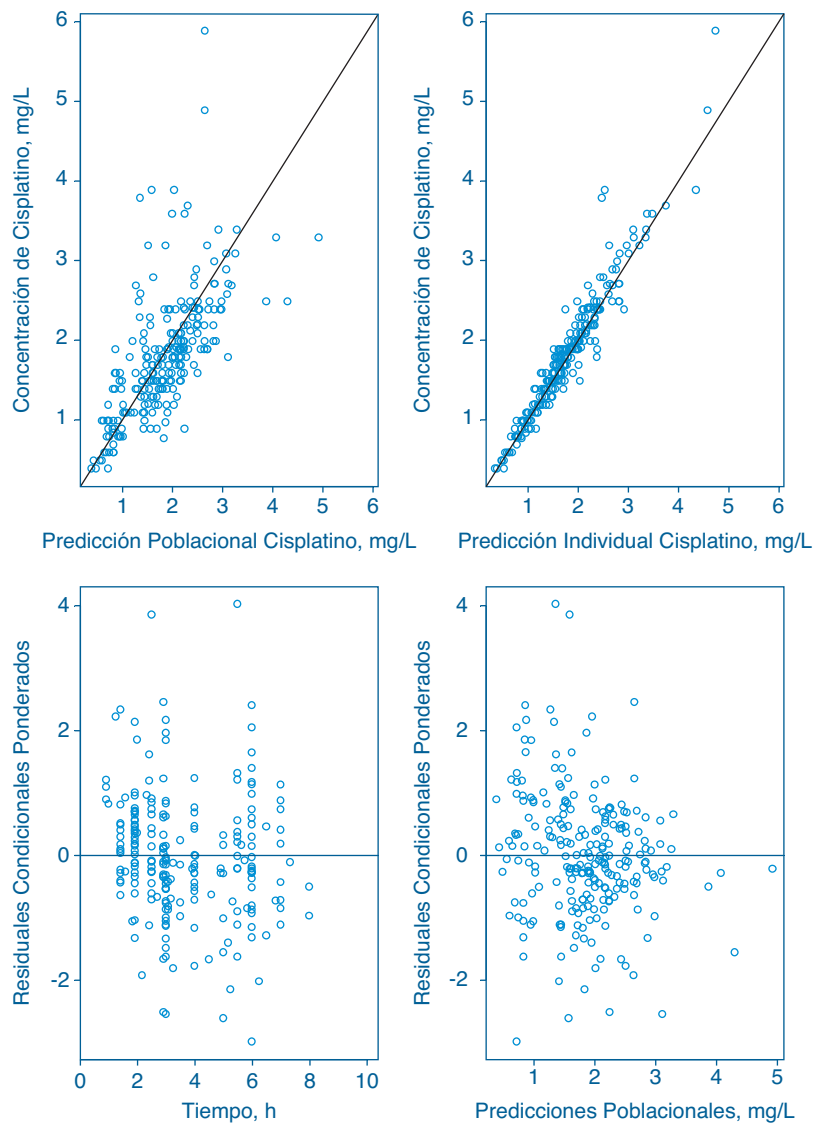 6
5
4
3
2
1
Concentración de Cisplatino, mg/L
1 2 3 4 5 6
Predicción Poblacional Cisplatino, mg/L
6
5
4
3
2
1
Concentración de Cisplatino, mg/L
1 2 3 4 5 6
Predicción Individual Cisplatino, mg/L
4
2
0
-2
Residuales Condicionales Ponderados
0 2 4 6 8 10
Tiempo, h
4
2
0
-2
Residuales Condicionales Ponderados
1 2 3 4 5
Predicciones Poblacionales, mg/L